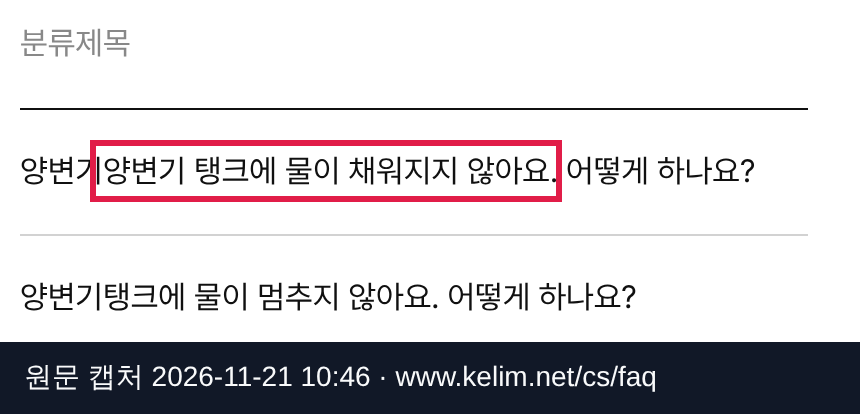 분류제목
양변기양변기 탱크에 물이 채워지지 않아요. 어떻게 하나요?
양변기탱크에 물이 멈추지 않아요. 어떻게 하나요?
원문 캡처 2026-11-21 10:46 · www.kelim.net/cs/faq